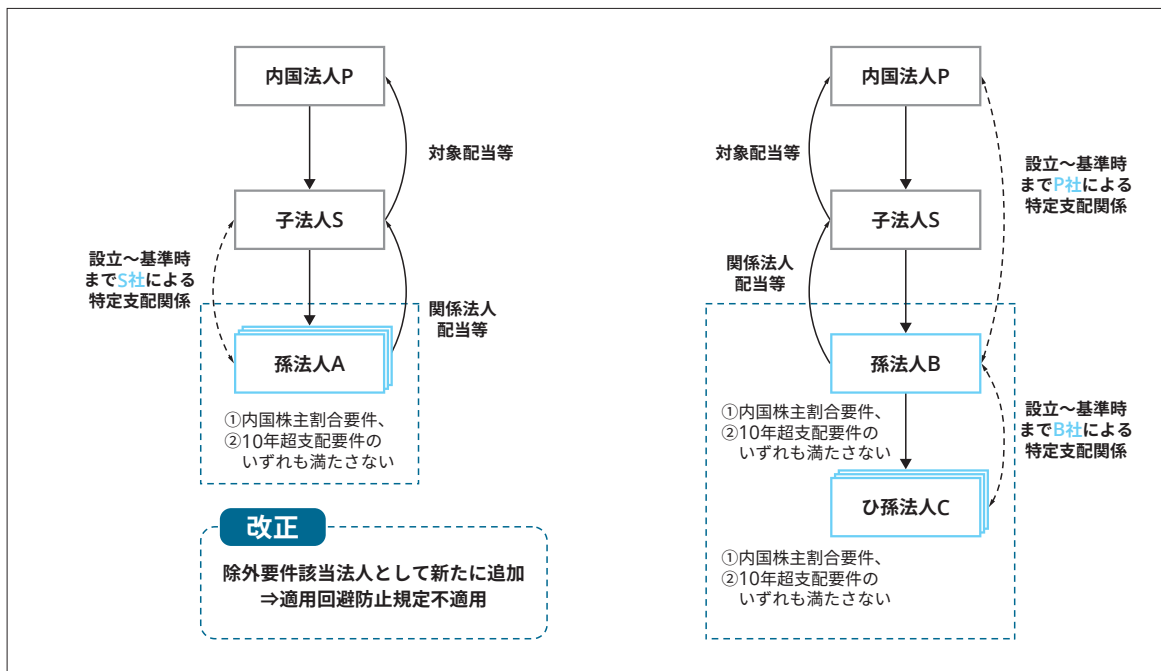 内国法人P
対象配当等
子法人S
設立～基準時
までS社による
特定支配関係
関係法人
配当等
孫法人A
①内国株主割合要件、
②10年超支配要件の
いずれも満たさない
改正
除外要件該当法人として新たに追加
⇒適用回避防止規定不適用
内国法人P
対象配当等
設立～基準時
までP社による
特定支配関係
子法人S
関係法人
配当等
孫法人B
①内国株主割合要件、
②10年超支配要件の
いずれも満たさない
設立～基準時
までB社による
特定支配関係
ひ孫法人C
①内国株主割合要件、
②10年超支配要件の
いずれも満たさない